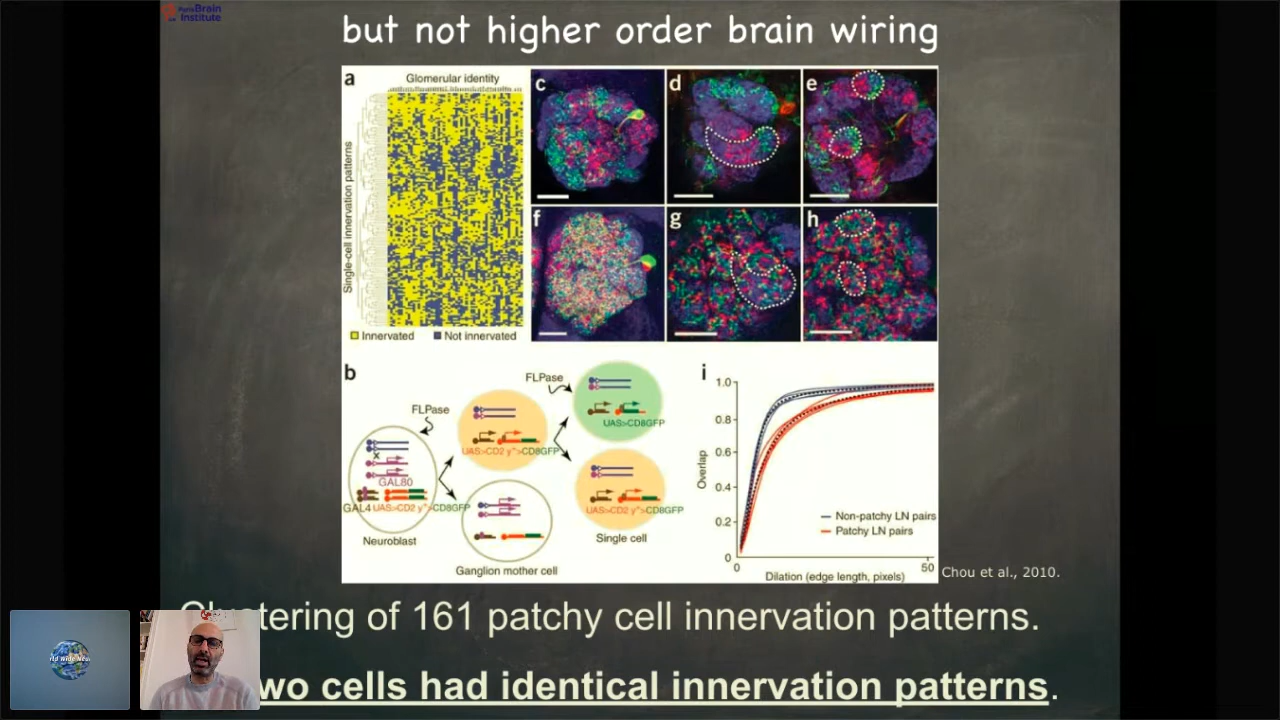 Paris Brain
Institute
but not higher order brain wiring
a
Glomerular identity
Single-cell innervation patterns
Innervated
Not innervated
c
d
e
f
g
h
b
FLPase
GAL80
GAL4
UAS>CD2 y⁺>CD8GFP
Neuroblast
UAS>CD2 y⁺>CD8GFP
Ganglion mother cell
FLPase
UAS>CD8GFP
UAS>CD2 y⁺>CD8GFP
Single cell
i
1.0
0.8
0.6
0.4
0.2
0
Overlap
Non-patchy LN pairs
Patchy LN pairs
0
50
Dilation (edge length, pixels)
Chou et al., 2010.
Clustering of 161 patchy cell innervation patterns.
wo cells had identical innervation patterns.